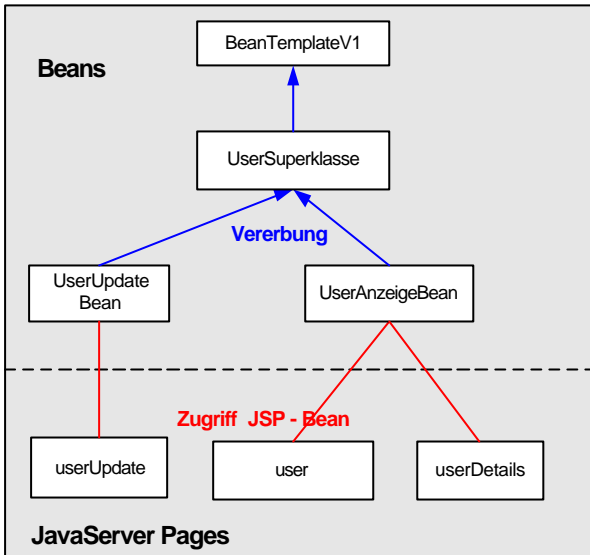 BeanTemplateV1
Beans
UserSuperklasse
Vererbung
UserUpdate
Bean
UserAnzeigeBean
Zugriff JSP - Bean
userUpdate
user
userDetails
JavaServer Pages